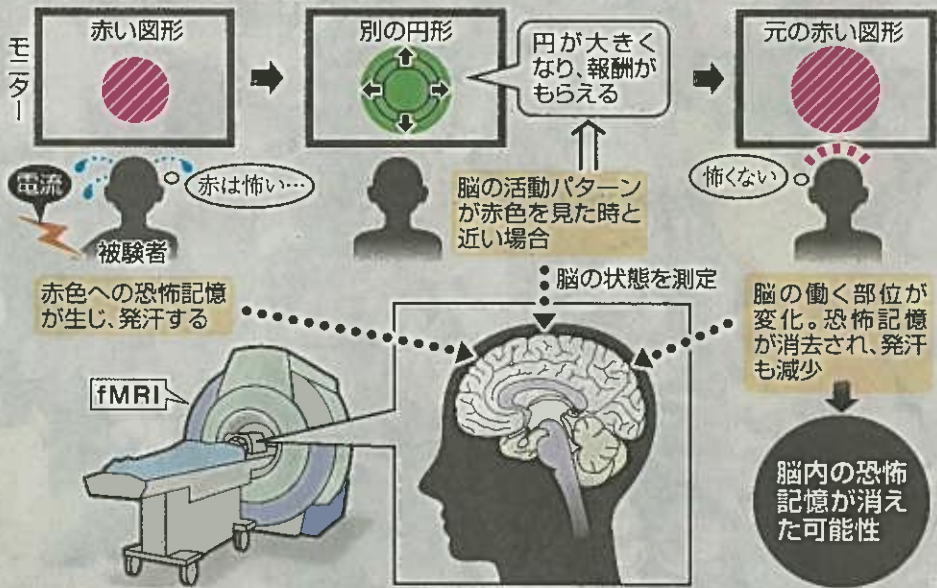 モニター
赤い図形
別の円形
円が大きく
なり、報酬が
もらえる
元の赤い図形
電流
赤は怖い…
被験者
脳の活動パターン
が赤色を見た時と
近い場合
怖くない
赤色への恐怖記憶
が生じ、発汗する
脳の状態を測定
脳の働く部位が
変化。恐怖記憶
が消去され、発汗
も減少
fMRI
脳内の恐怖
記憶が消え
た可能性